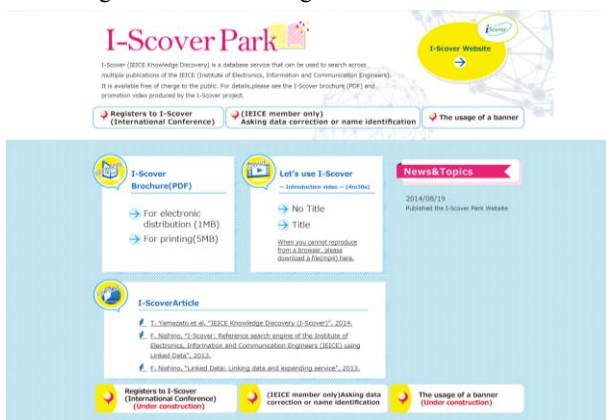 I-Scover Park
I-Scover (IEICE Knowledge Discovery) is a database service that can be used to search across
multiple publications of the IEICE (Institute of Electronics, Information and Communication Engineers).
It is available free of charge to the public. For details,please see the I-Scover brochure (PDF) and
promotion video produced by the I-Scover project.
iScover
I-Scover Website
Registers to I-Scover
(International Conference)
(IEICE member only)
Asking data correction or name identification
The usage of a banner
I-Scover
Brochure(PDF)
For electronic
distribution (1MB)
For printing(5MB)
Let's use I-Scover
~ Introduction video ~ (4m30s)
No Title
Title
When you cannot reproduce
from a browser, please
download a file(mp4) here.
News&Topics
2014/08/19
Published the I-Scover Park Website
I-ScoverArticle
T. Yamazato et al. "IEICE Knowledge Discovery (I-Scover)", 2014.
F. Nishino, "I-Scover: Reference search engine of the Institute of
Electronics, Information and Communication Engineers (IEICE) using
Linked Data", 2013.
F. Nishino, "Linked Data: Linking data and expending service", 2013.
Registers to I-Scover
(International Conference)
(Under construction)
(IEICE member only)Asking data
correction or name identification
The usage of a banner
(Under construction)